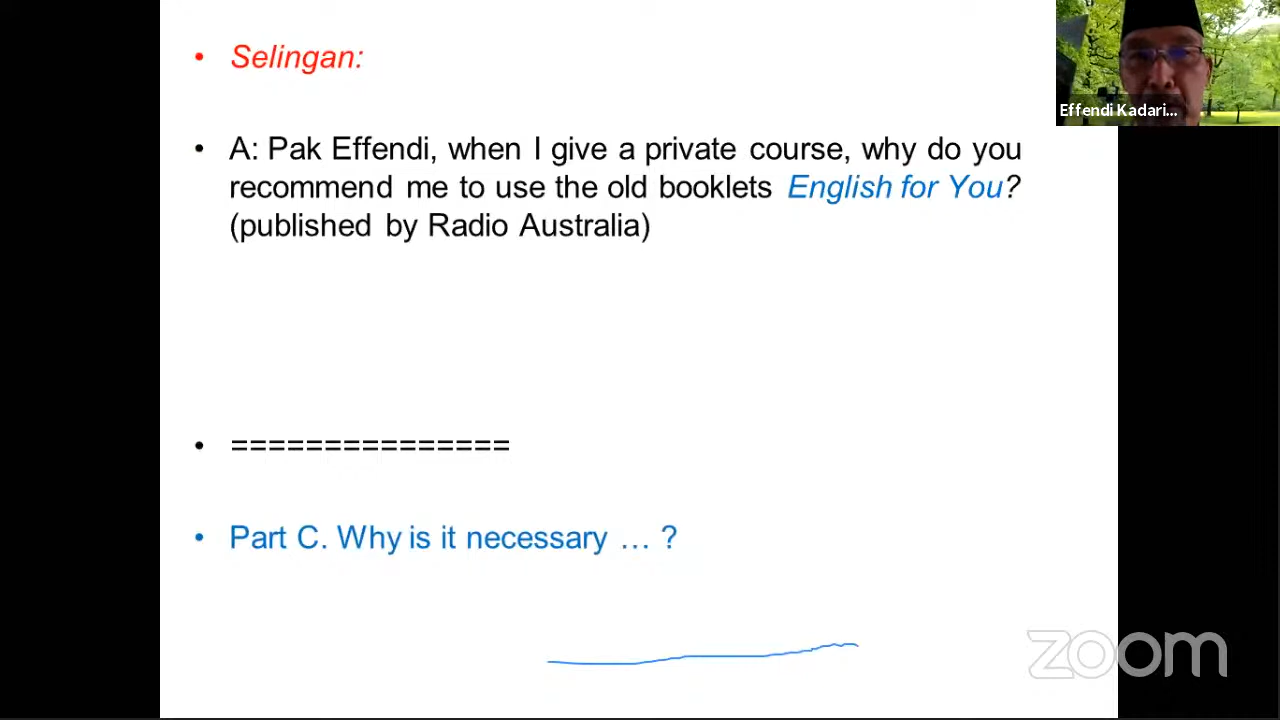 • Selingan:
Effendi Kadari...
• A: Pak Effendi, when I give a private course, why do you
recommend me to use the old booklets English for You?
(published by Radio Australia)
• ===============
• Part C. Why is it necessary … ?
zoom